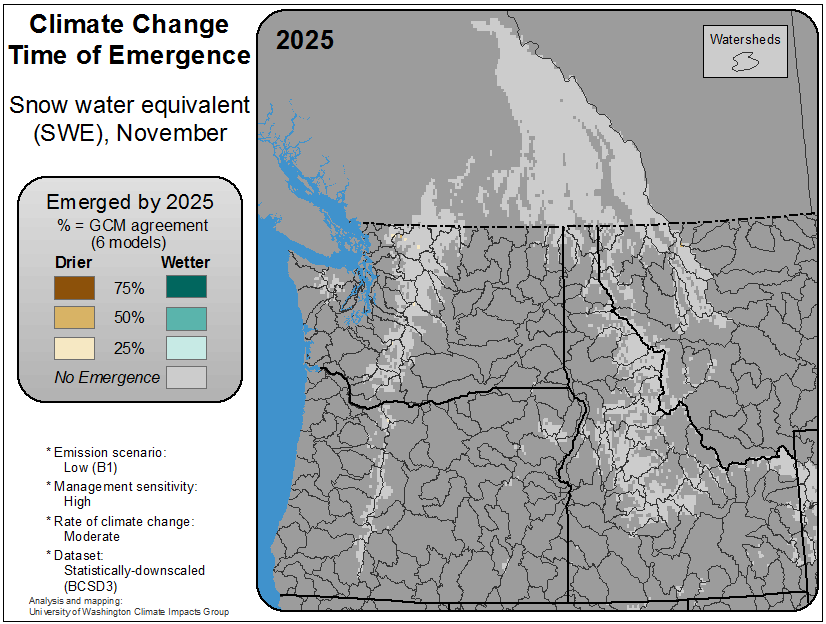 Climate Change
Time of Emergence
Snow water equivalent
(SWE), November
Emerged by 2025
% = GCM agreement
(6 models)
Drier Wetter
75%
50%
25%
No Emergence
* Emission scenario:
Low (B1)
* Management sensitivity:
High
* Rate of climate change:
Moderate
* Dataset:
Statistically-downscaled
(BCSD3)
Analysis and mapping:
University of Washington Climate Impacts Group
2025
Watersheds